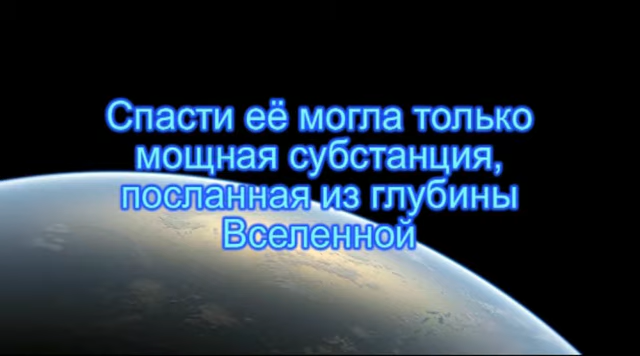 Спасти её могла только
мощная субстанция,
посланная из глубины
Вселенной